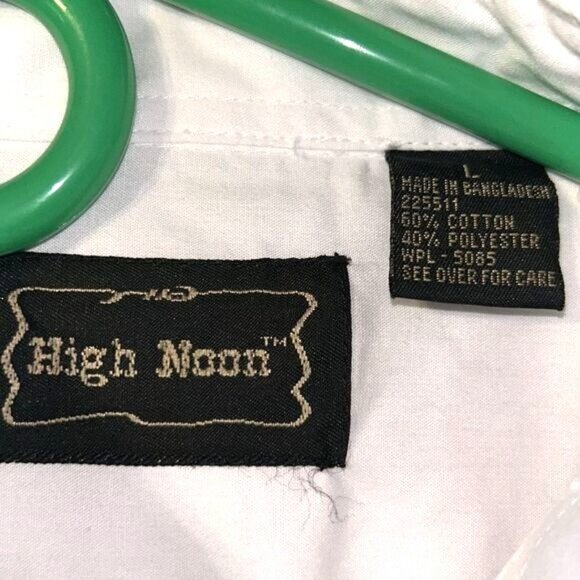 High Noon™
L
MADE IN BANGLADESH
225511
60% COTTON
40% POLYESTER
WPL - 5085
SEE OVER FOR CARE